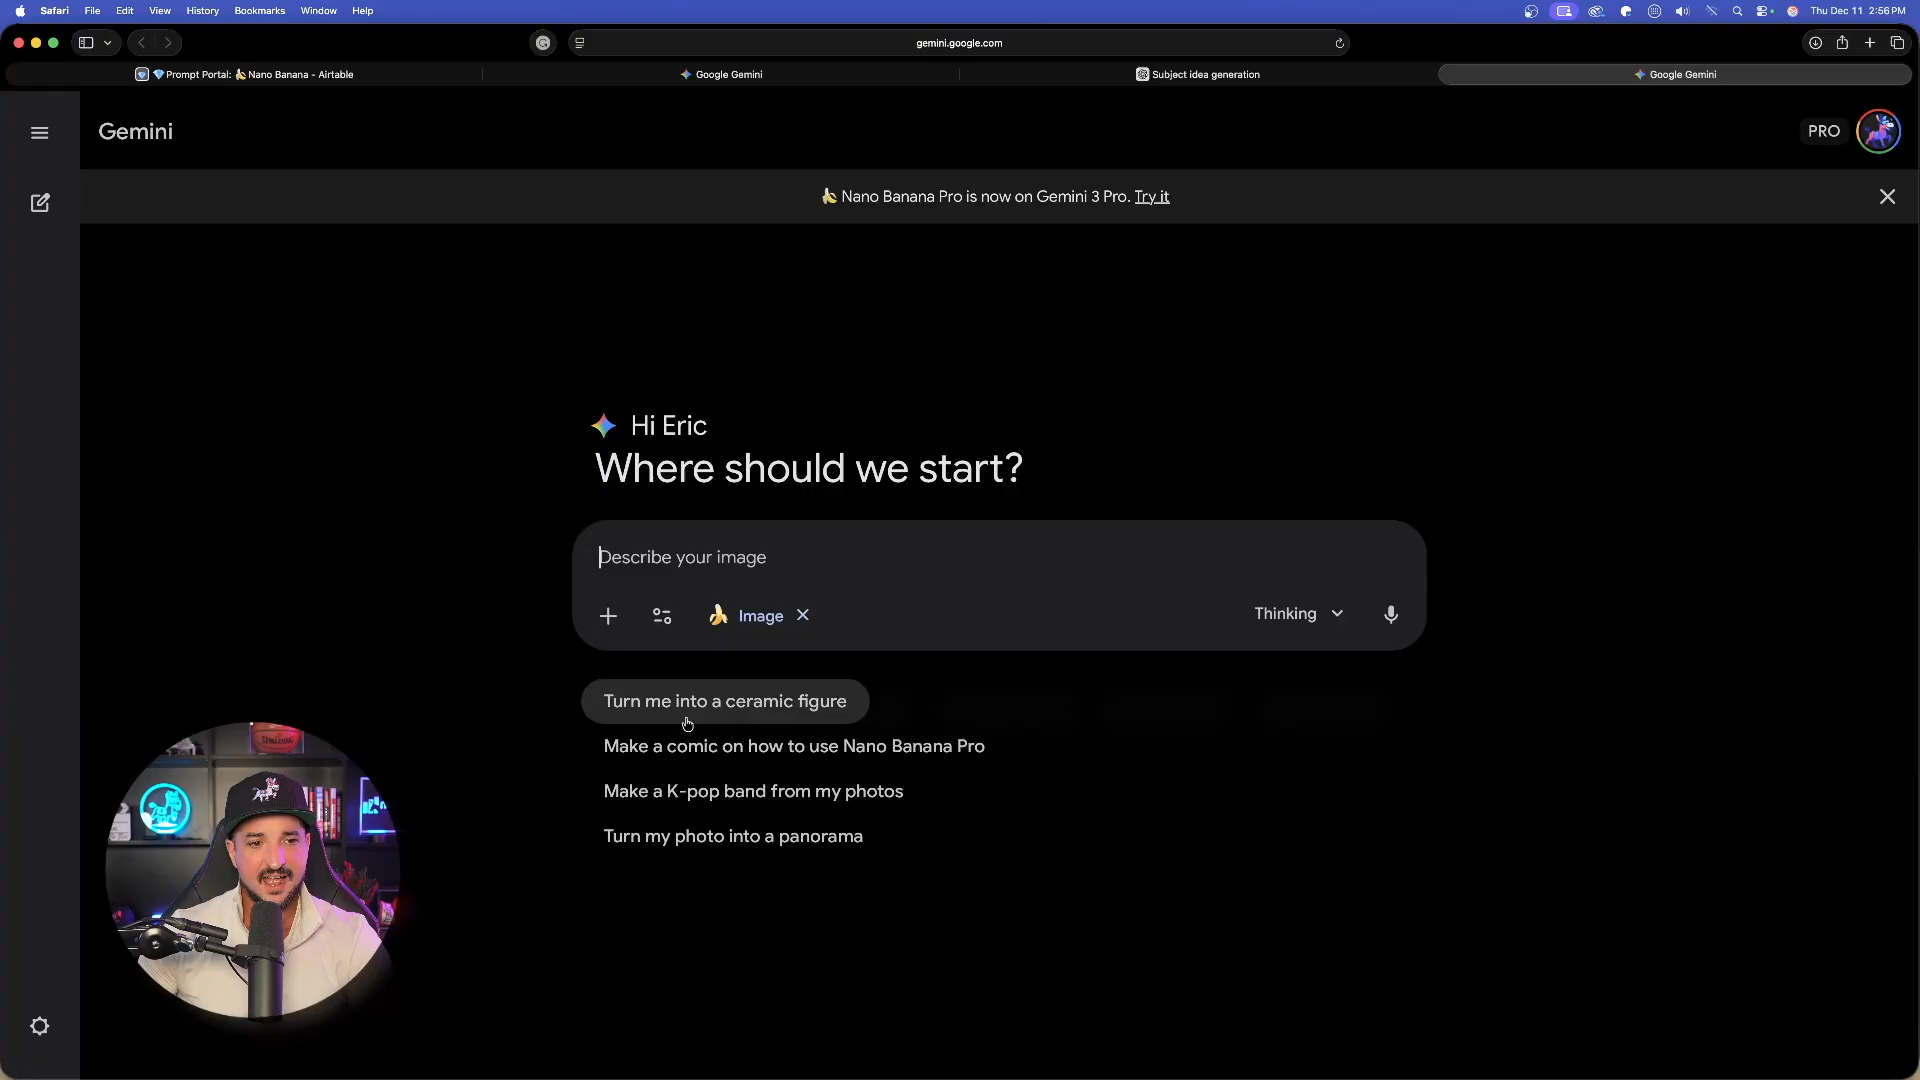 Safari File Edit View History Bookmarks Window Help Thu Dec 11 2:56 PM
gemini.google.com
Prompt Portal: Nano Banana - Airtable Google Gemini Subject idea generation Google Gemini
Gemini PRO
Nano Banana Pro is now on Gemini 3 Pro. Try it
Hi Eric
Where should we start?
Describe your image
Image Thinking
Turn me into a ceramic figure
Make a comic on how to use Nano Banana Pro
Make a K-pop band from my photos
Turn my photo into a panorama
SPALDING